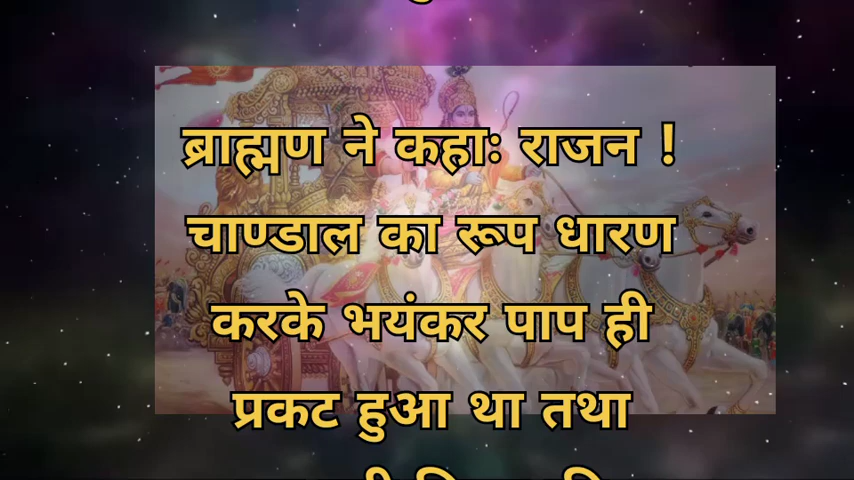 ब्राह्मण ने कहाः राजन !
चाण्डाल का रूप धारण
करके भयंकर पाप ही
प्रकट हुआ था तथा